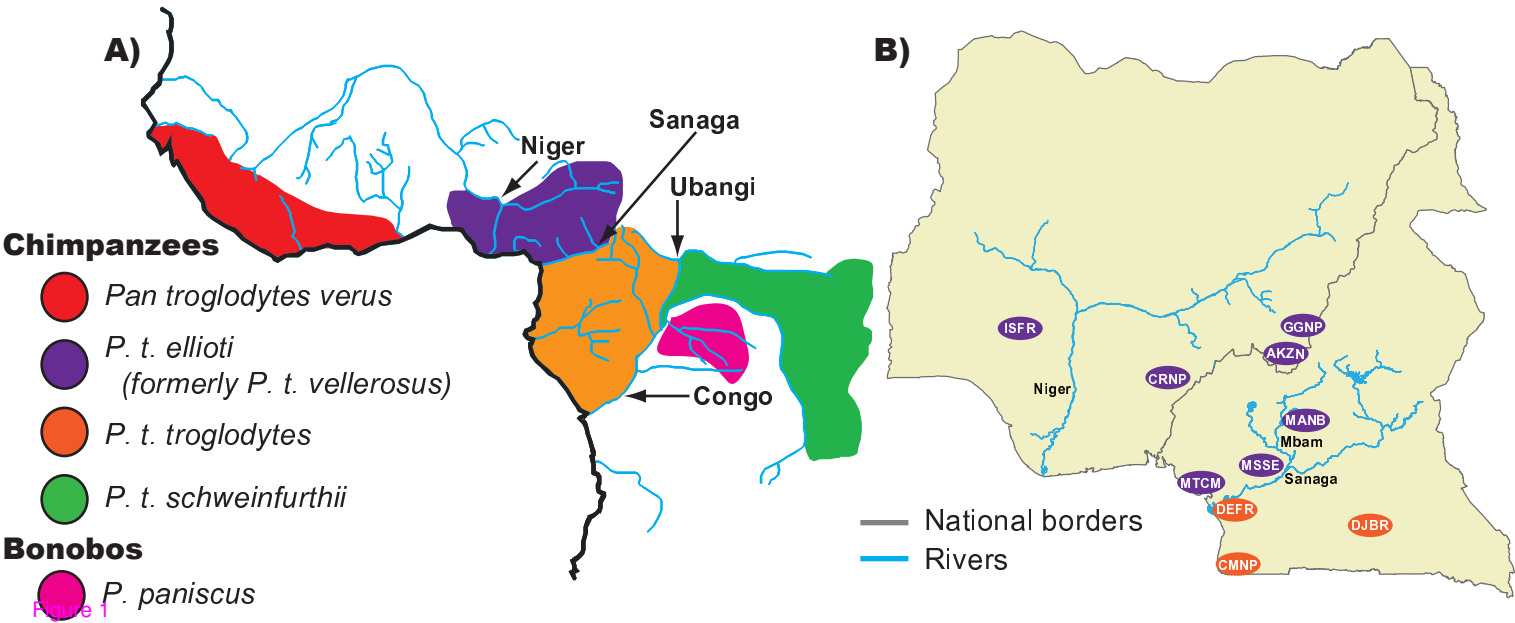 A)
Niger
Sanaga
Ubangi
Congo
Chimpanzees
Pan troglodytes verus
P. t. ellioti
(formerly P. t. vellerosus)
P. t. troglodytes
P. t. schweinfurthii
Bonobos
P. paniscus
Figure 1
B)
ISFR
GGNP
AKZN
CRNP
Niger
MANB
Mbam
MSSE
Sanaga
MTCM
DEFR
DJBR
CMNP
National borders
Rivers